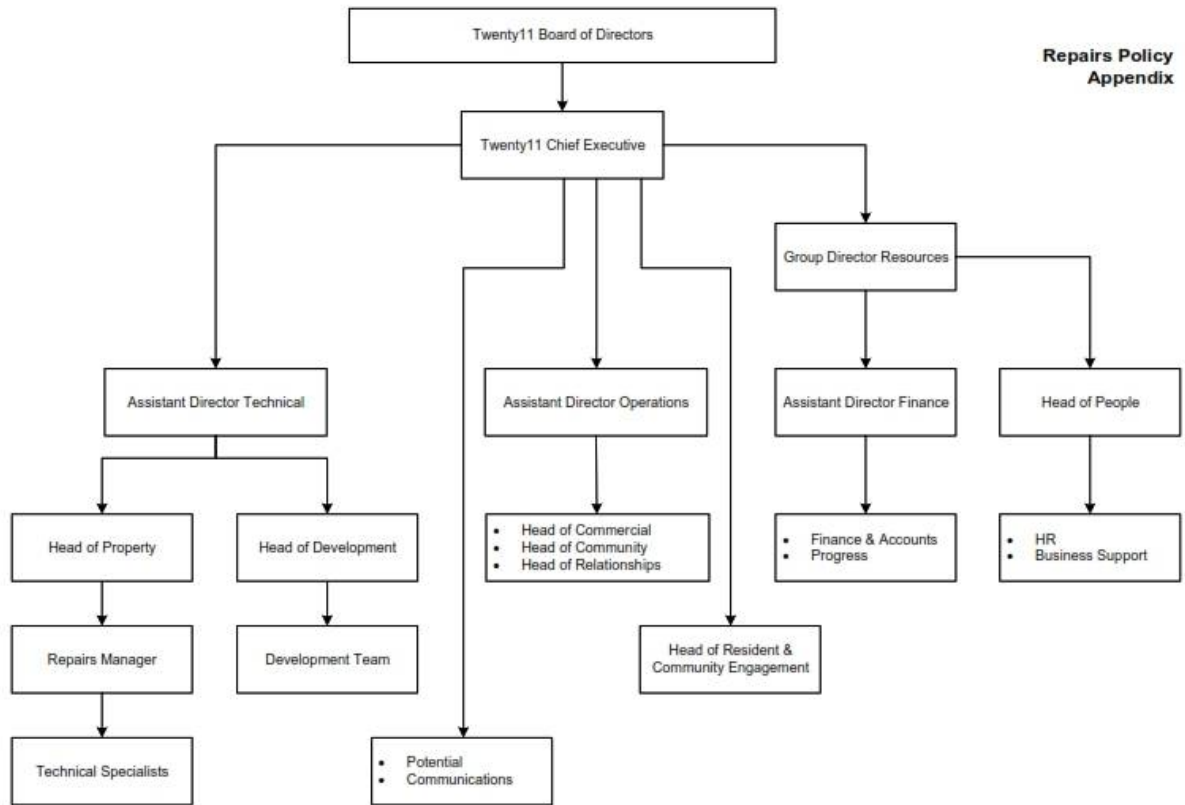 Twenty11 Board of Directors
Repairs Policy
Appendix
Twenty11 Chief Executive
Group Director Resources
Assistant Director Technical
Assistant Director Operations
Assistant Director Finance
Head of People
Head of Property
Head of Development
• Head of Commercial
• Head of Community
• Head of Relationships
• Finance & Accounts
• Progress
• HR
• Business Support
Repairs Manager
Development Team
Head of Resident &
Community Engagement
Technical Specialists
• Potential
• Communications